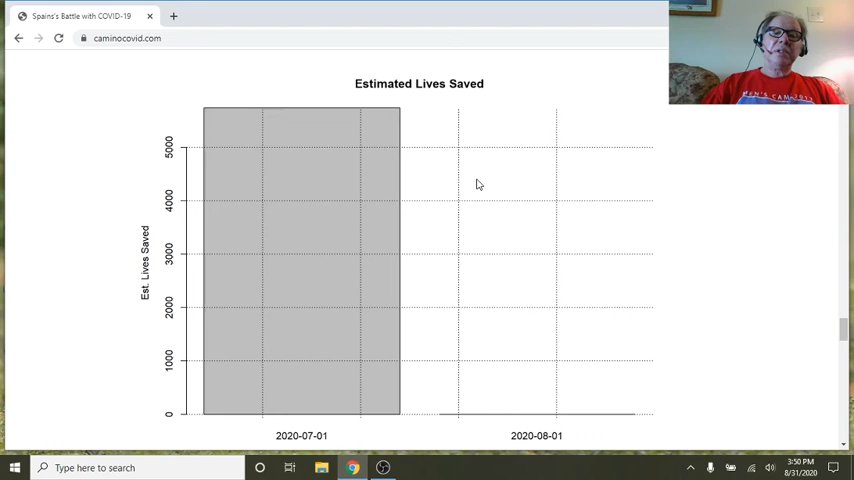 Spains's Battle with COVID-19
caminocovid.com
Estimated Lives Saved
Est. Lives Saved
5000
4000
3000
2000
1000
0
2020-07-01
2020-08-01
Type here to search
3:50 PM
8/31/2020